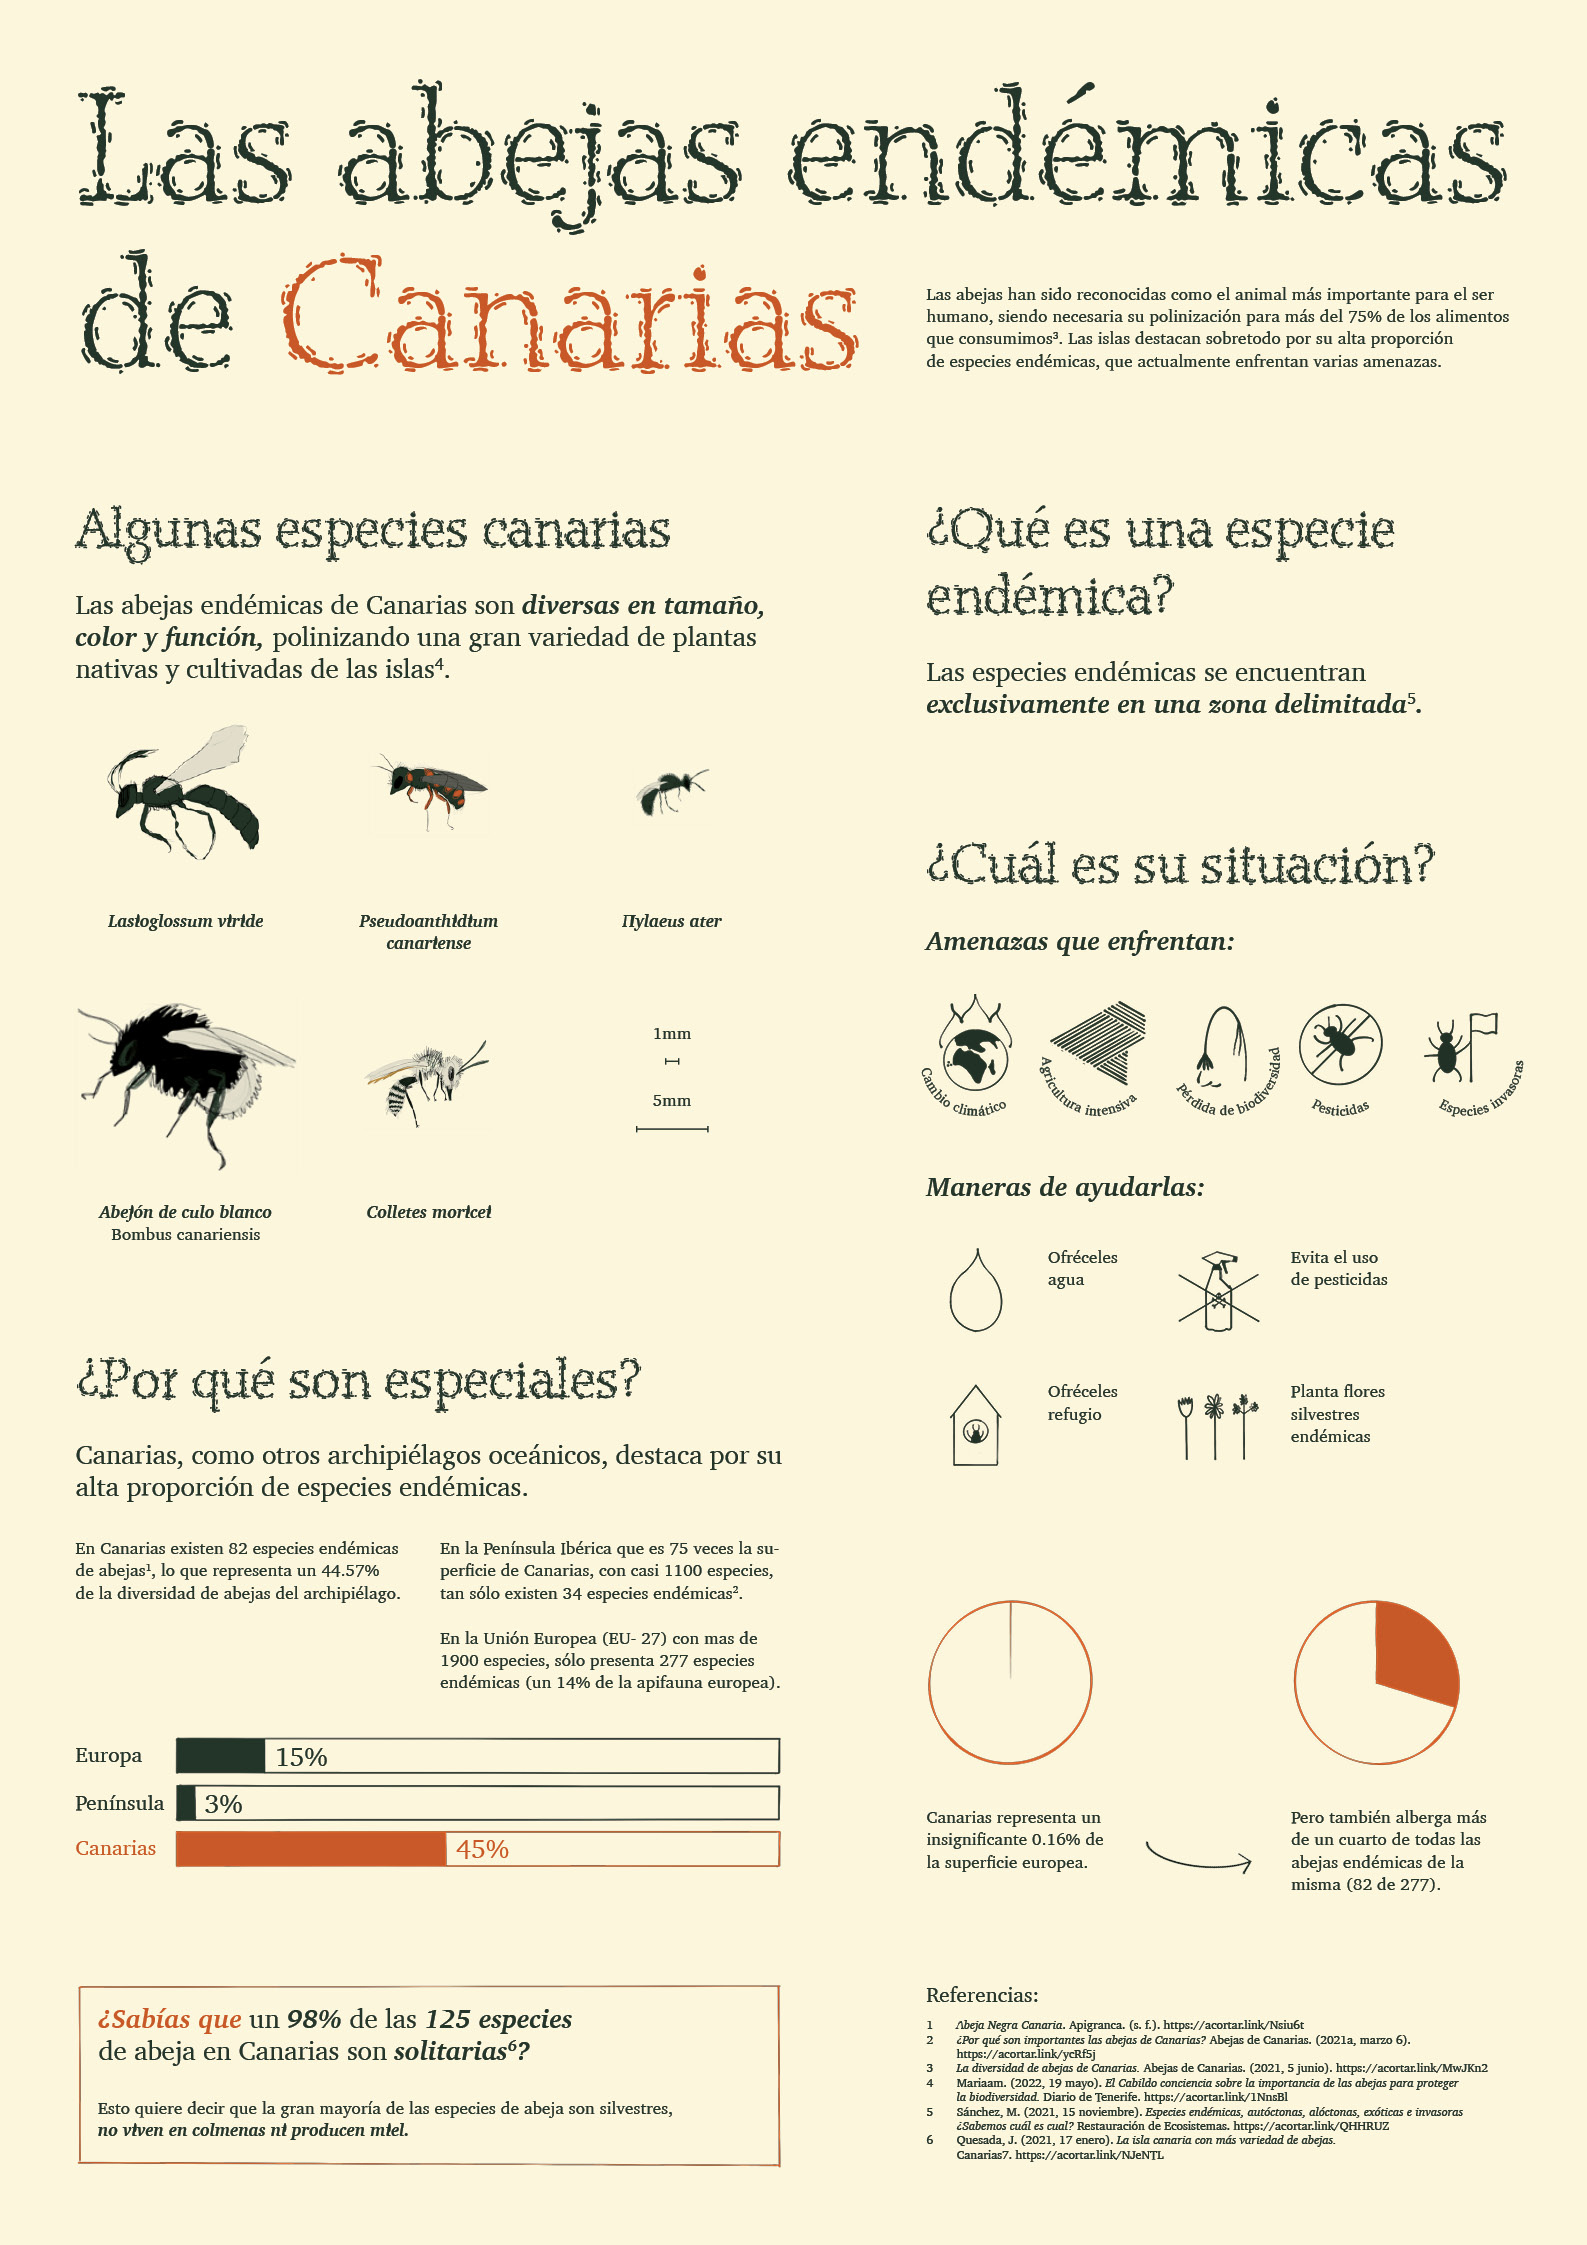 Las abejas endémicas
de Canarias
Las abejas han sido reconocidas como el animal más importante para el ser
humano, siendo necesaria su polinización para más del 75% de los alimentos
que consumimos³. Las islas destacan sobretodo por su alta proporción
de especies endémicas, que actualmente enfrentan varias amenazas.
Algunas especies canarias
Las abejas endémicas de Canarias son diversas en tamaño,
color y función, polinizando una gran variedad de plantas
nativas y cultivadas de las islas⁴.
Lasioglossum viride
Pseudoanthidium
canariense
Hylaeus ater
Abejón de culo blanco
Bombus canariensis
Colletes moricei
1mm
5mm
¿Por qué son especiales?
Canarias, como otros archipiélagos oceánicos, destaca por su
alta proporción de especies endémicas.
En Canarias existen 82 especies endémicas
de abejas¹, lo que representa un 44.57%
de la diversidad de abejas del archipiélago.
En la Península Ibérica que es 75 veces la su-
perficie de Canarias, con casi 1100 especies,
tan sólo existen 34 especies endémicas².
En la Unión Europea (EU- 27) con mas de
1900 especies, sólo presenta 277 especies
endémicas (un 14% de la apifauna europea).
Europa 15%
Península 3%
Canarias 45%
¿Sabías que un 98% de las 125 especies
de abeja en Canarias son solitarias⁶?
Esto quiere decir que la gran mayoría de las especies de abeja son silvestres,
no viven en colmenas ni producen miel.
¿Qué es una especie
endémica?
Las especies endémicas se encuentran
exclusivamente en una zona delimitada⁵.
¿Cuál es su situación?
Amenazas que enfrentan:
Cambio climático
Agricultura intensiva
Pérdida de biodiversidad
Pesticidas
Especies invasoras
Maneras de ayudarlas:
Ofréceles
agua
Evita el uso
de pesticidas
Ofréceles
refugio
Planta flores
silvestres
endémicas
Canarias representa un
insignificante 0.16% de
la superficie europea.
Pero también alberga más
de un cuarto de todas las
abejas endémicas de la
misma (82 de 277).
Referencias:
1 Abeja Negra Canaria. Apigranca. (s. f.). https://acortar.link/Nsiu6t
2 ¿Por qué son importantes las abejas de Canarias? Abejas de Canarias. (2021a, marzo 6).
https://acortar.link/ycRf5j
3 La diversidad de abejas de Canarias. Abejas de Canarias. (2021, 5 junio). https://acortar.link/MwJKn2
4 Mariaam. (2022, 19 mayo). El Cabildo conciencia sobre la importancia de las abejas para proteger
la biodiversidad. Diario de Tenerife. https://acortar.link/1NnsBl
5 Sánchez, M. (2021, 15 noviembre). Especies endémicas, autóctonas, alóctonas, exóticas e invasoras
¿Sabemos cuál es cual? Restauración de Ecosistemas. https://acortar.link/QHHRUZ
6 Quesada, J. (2021, 17 enero). La isla canaria con más variedad de abejas.
Canarias7. https://acortar.link/NJeNTL